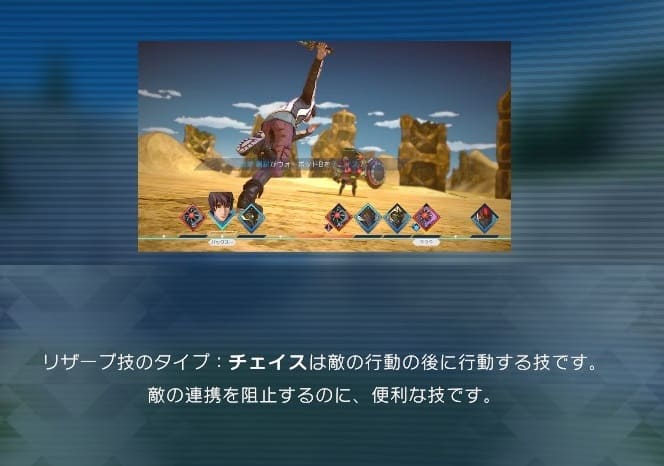 リザーブ技のタイプ：チェイスは敵の行動の後に行動する技です。
敵の連携を阻止するのに、便利な技です。